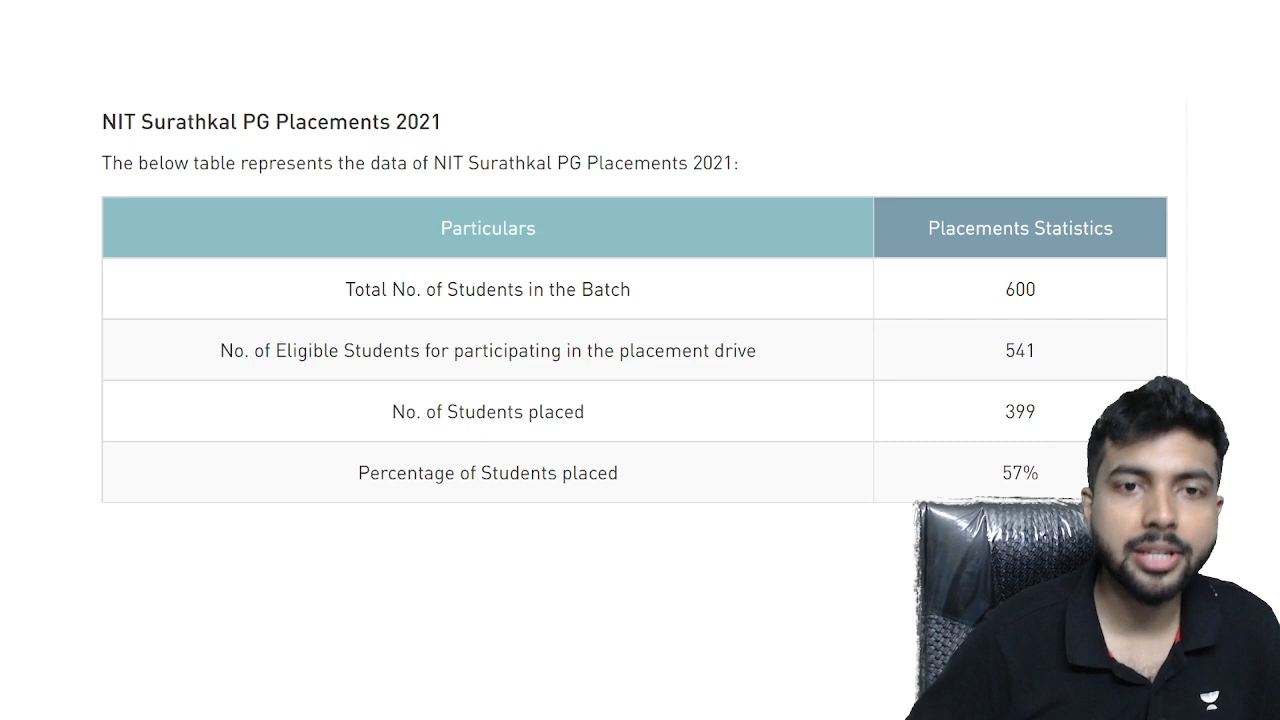 NIT Surathkal PG Placements 2021
The below table represents the data of NIT Surathkal PG Placements 2021:
Particulars Placements Statistics
Total No. of Students in the Batch 600
No. of Eligible Students for participating in the placement drive 541
No. of Students placed 399
Percentage of Students placed 57%